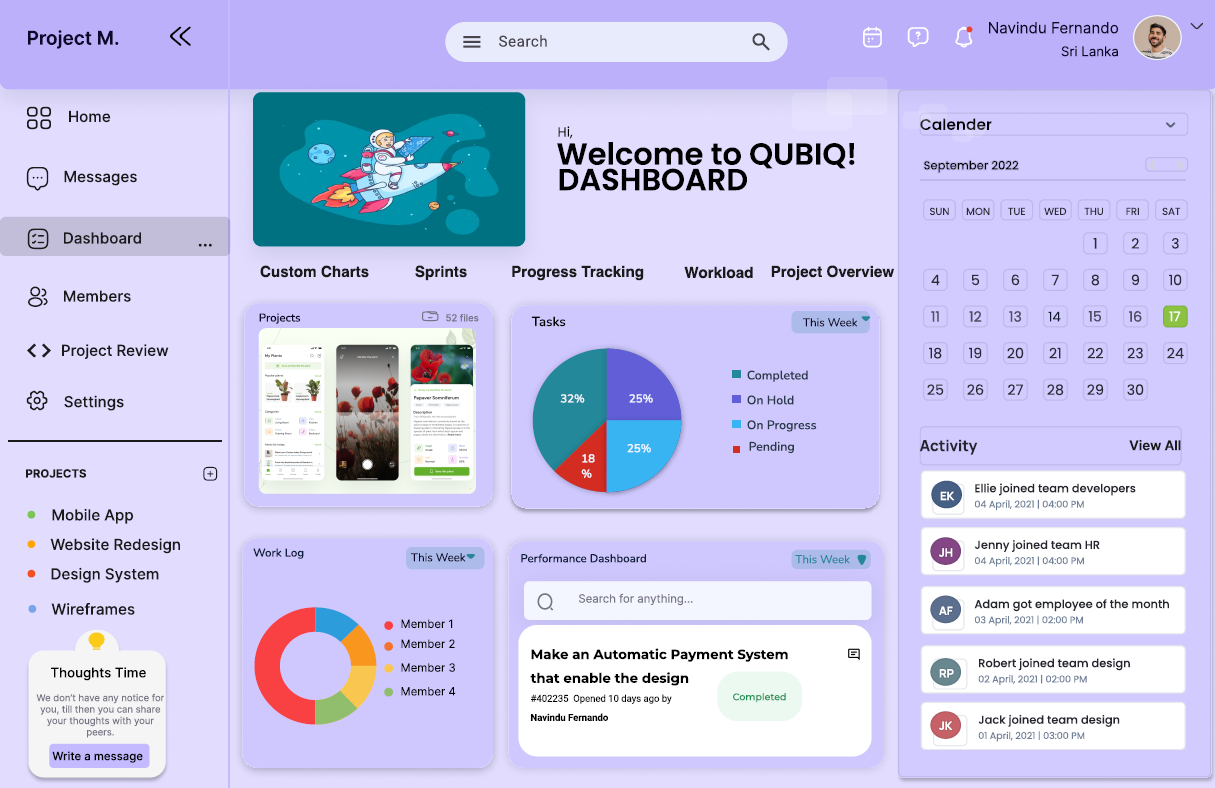 Project M.
Search
Navindu Fernando
Sri Lanka
Home
Messages
Dashboard
...
Members
Project Review
Settings
PROJECTS
Mobile App
Website Redesign
Design System
Wireframes
Thoughts Time
We don't have any notice for
you, till then you can share
your thoughts with your
peers.
Write a message
Hi,
Welcome to QUBIQ!
DASHBOARD
Custom Charts
Sprints
Progress Tracking
Workload
Project Overview
Projects
52 files
My Plants
Papaver Somniferum
Description
Tasks
This Week
32%
25%
25%
18
%
Completed
On Hold
On Progress
Pending
Work Log
This Week
Member 1
Member 2
Member 3
Member 4
Performance Dashboard
This Week
Search for anything...
Make an Automatic Payment System
that enable the design
#402235 Opened 10 days ago by
Navindu Fernando
Completed
Calender
September 2022
SUN MON TUE WED THU FRI SAT
1 2 3
4 5 6 7 8 9 10
11 12 13 14 15 16 17
18 19 20 21 22 23 24
25 26 27 28 29 30
Activity
View All
EK
Ellie joined team developers
04 April, 2021 | 04:00 PM
JH
Jenny joined team HR
04 April, 2021 | 04:00 PM
AF
Adam got employee of the month
03 April, 2021 | 02:00 PM
RP
Robert joined team design
02 April, 2021 | 02:00 PM
JK
Jack joined team design
01 April, 2021 | 03:00 PM